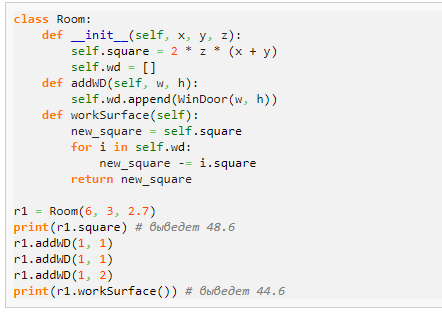 class Room:
    def __init__(self, x, y, z):
        self.square = 2 * z * (x + y)
        self.wd = []
    def addWD(self, w, h):
        self.wd.append(WinDoor(w, h))
    def workSurface(self):
        new_square = self.square
        for i in self.wd:
            new_square -= i.square
        return new_square

r1 = Room(6, 3, 2.7)
print(r1.square) # выведет 48.6
r1.addWD(1, 1)
r1.addWD(1, 1)
r1.addWD(1, 2)
print(r1.workSurface()) # выведет 44.6